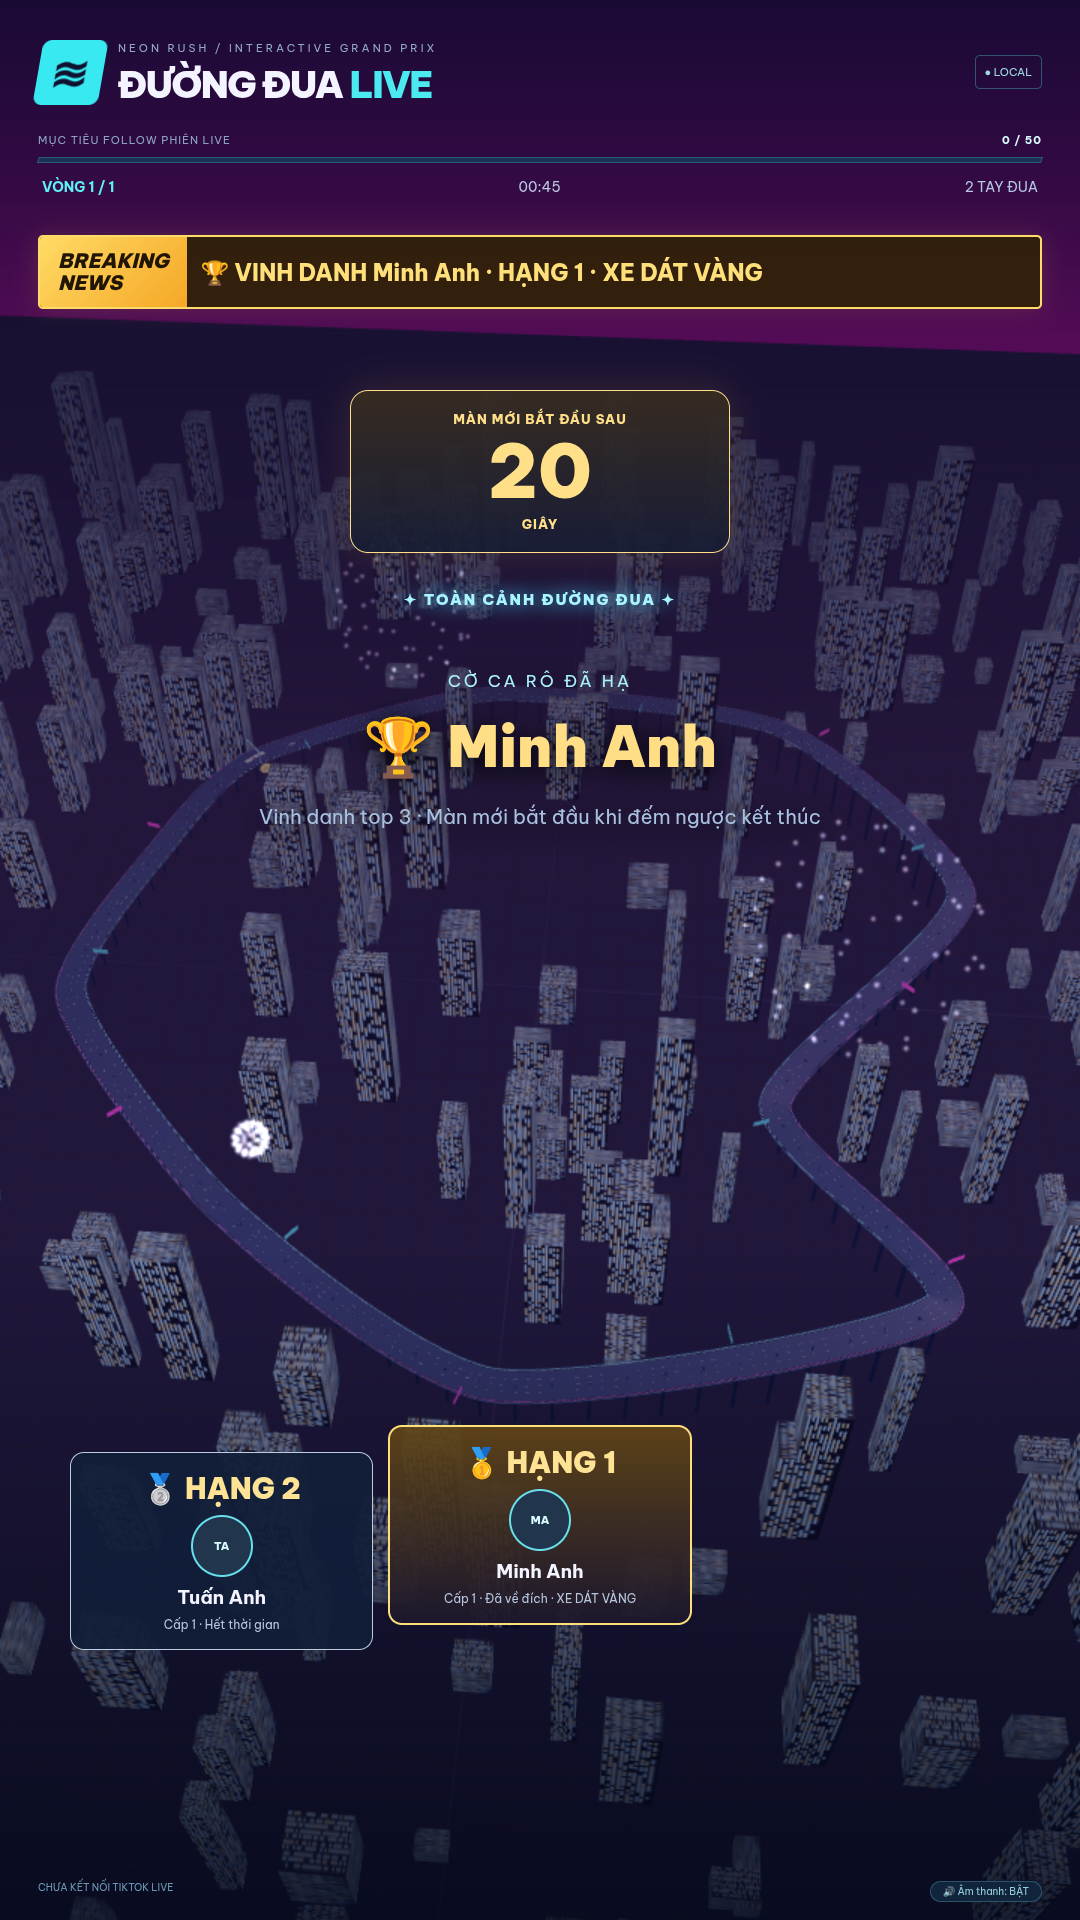 NEON RUSH / INTERACTIVE GRAND PRIX
ĐƯỜNG ĐUA LIVE
● LOCAL
MỤC TIÊU FOLLOW PHIÊN LIVE
0 / 50
VÒNG 1 / 1
00:45
2 TAY ĐUA
BREAKING
NEWS
🏆 VINH DANH Minh Anh · HẠNG 1 · XE DÁT VÀNG
MÀN MỚI BẮT ĐẦU SAU
20
GIÂY
✦ TOÀN CẢNH ĐƯỜNG ĐUA ✦
CỜ CA RÔ ĐÃ HẠ
🏆 Minh Anh
Vinh danh top 3 · Màn mới bắt đầu khi đếm ngược kết thúc
🥈 HẠNG 2
TA
Tuấn Anh
Cấp 1 · Hết thời gian
🥇 HẠNG 1
MA
Minh Anh
Cấp 1 · Đã về đích · XE DÁT VÀNG
CHƯA KẾT NỐI TIKTOK LIVE
🔊 Âm thanh: BẬT